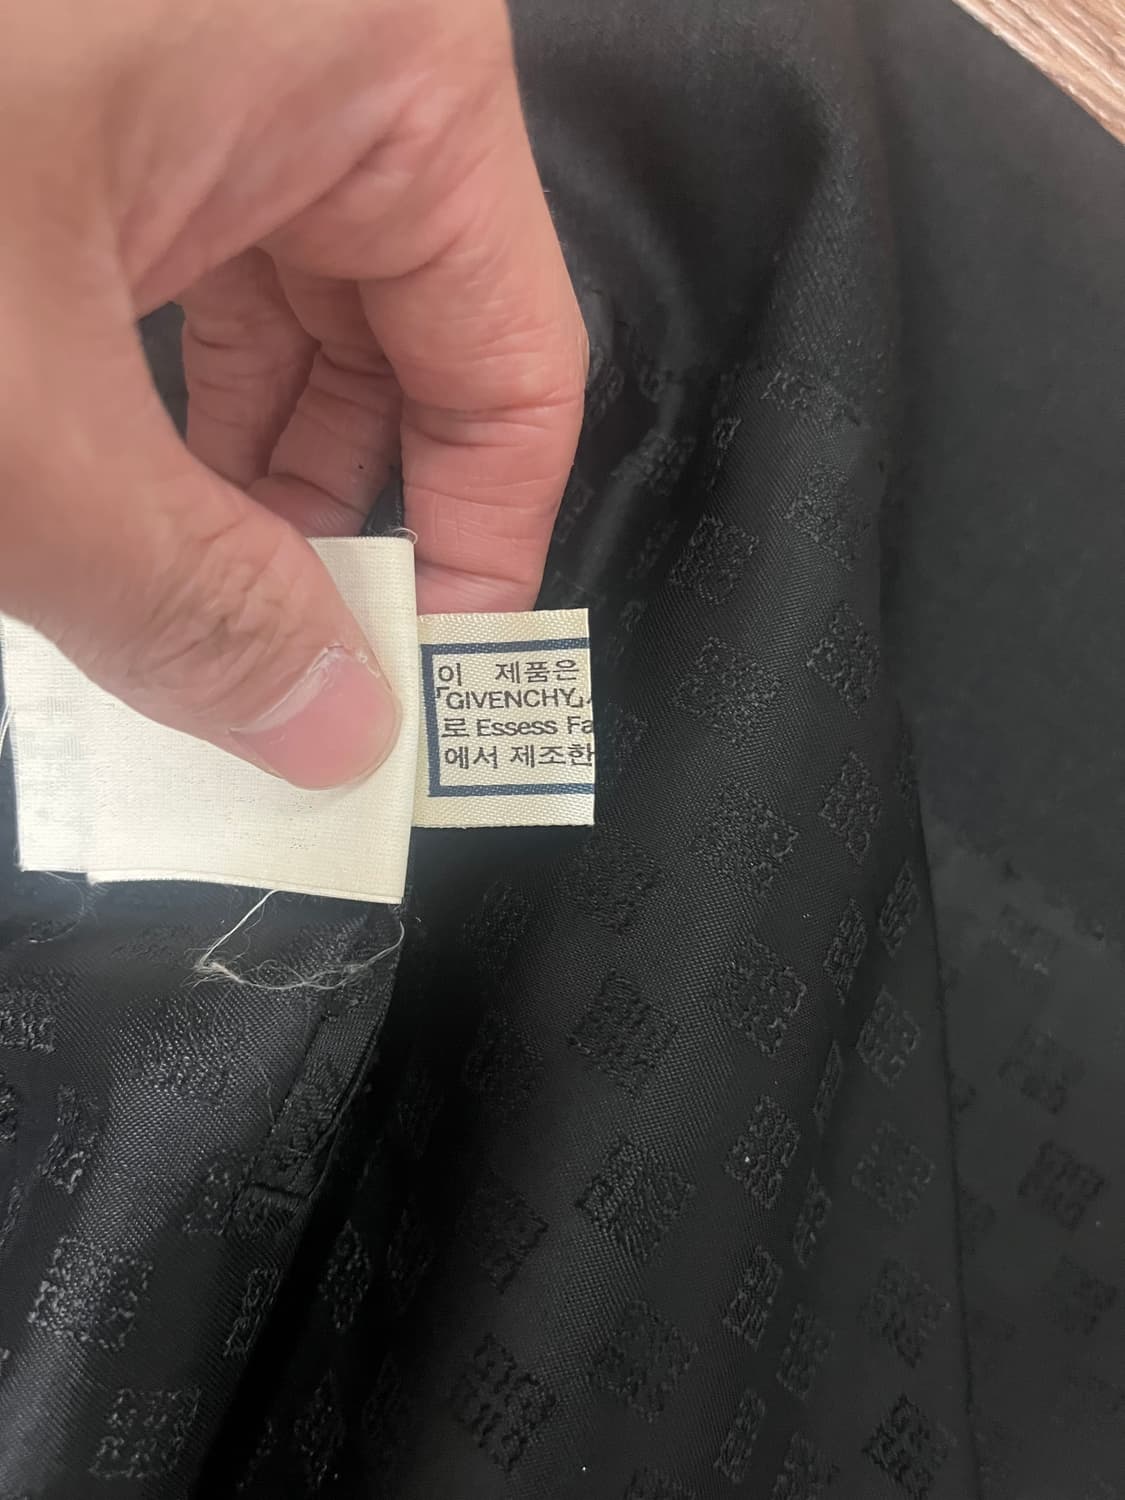 이 제품은
「GIVENCHY」
로 Essess Fa
에서 제조한